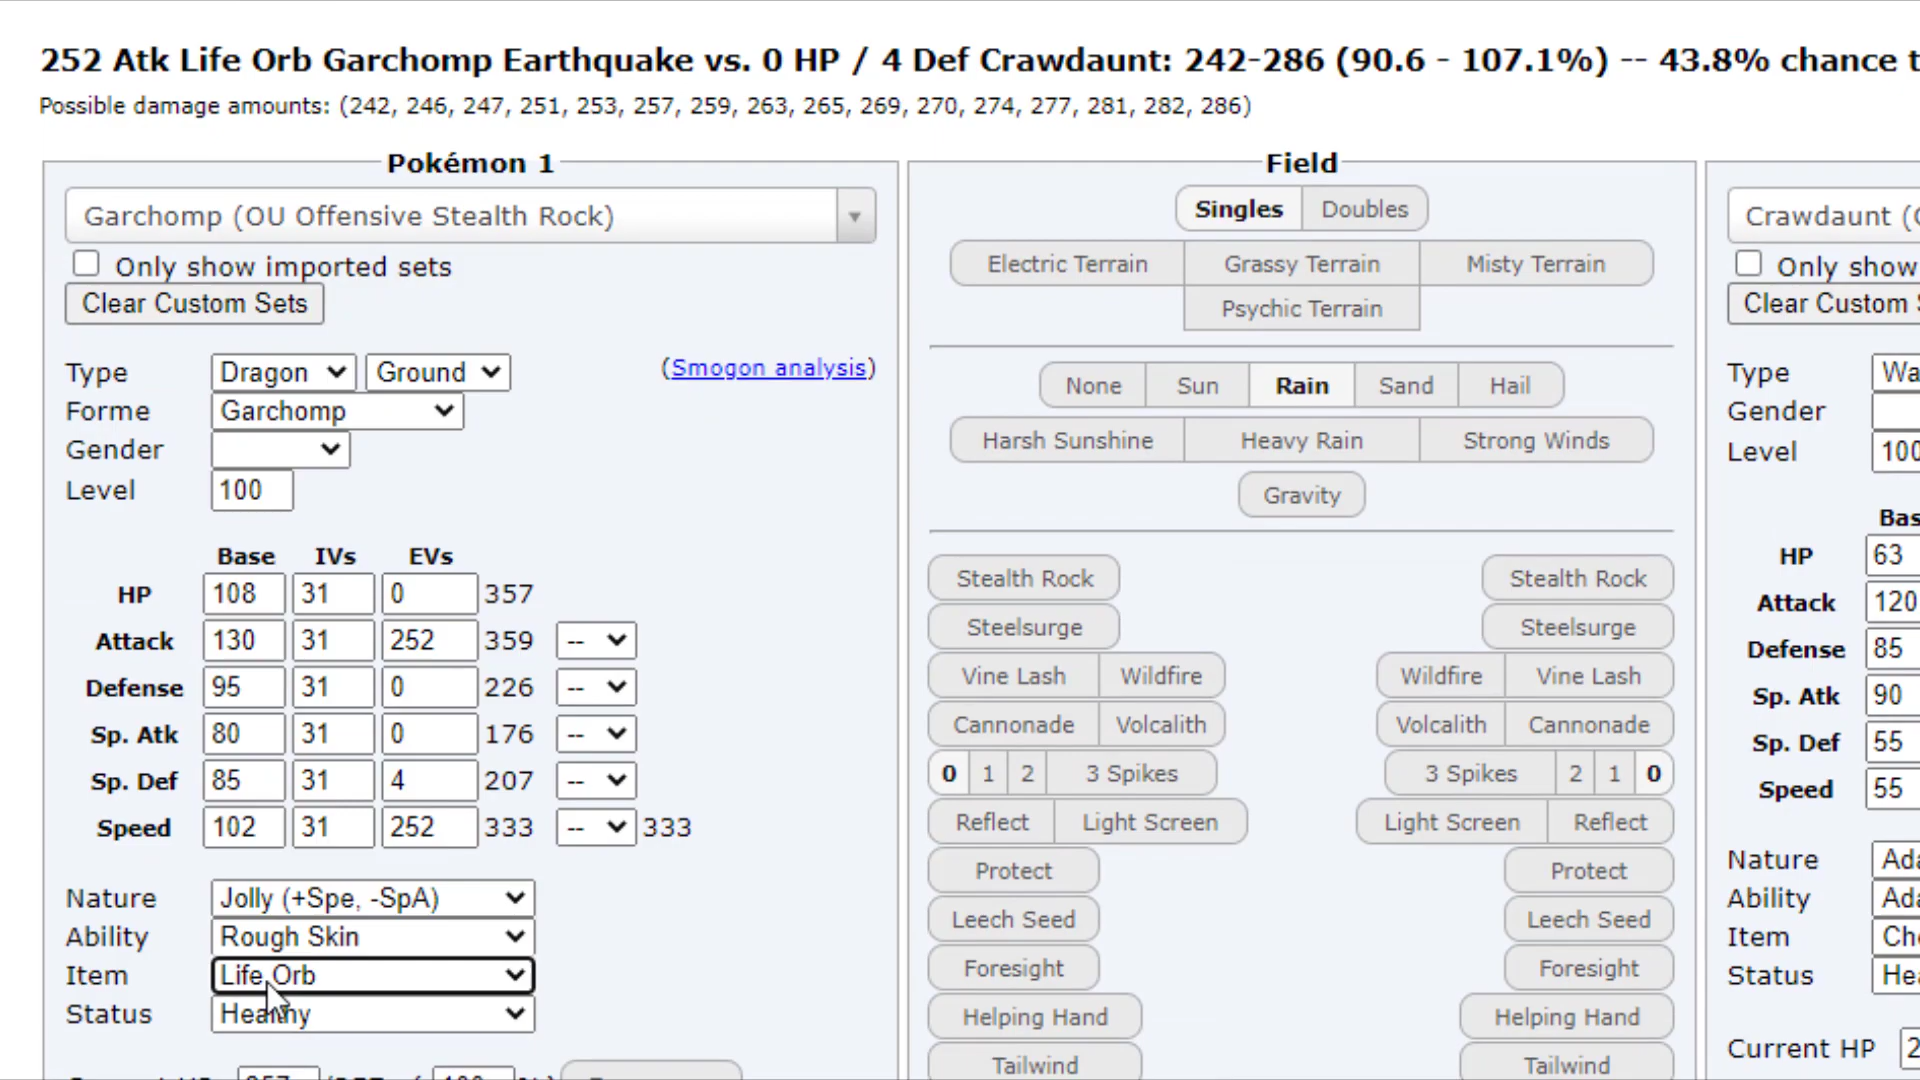 252 Atk Life Orb Garchomp Earthquake vs. 0 HP / 4 Def Crawdaunt: 242-286 (90.6 - 107.1%) -- 43.8% chance t
Possible damage amounts: (242, 246, 247, 251, 253, 257, 259, 263, 265, 269, 270, 274, 277, 281, 282, 286)
Pokémon 1
Garchomp (OU Offensive Stealth Rock)
Only show imported sets
Clear Custom Sets
Type Dragon Ground (Smogon analysis)
Forme Garchomp
Gender
Level 100
Base IVs EVs
HP 108 31 0 357
Attack 130 31 252 359 --
Defense 95 31 0 226 --
Sp. Atk 80 31 0 176 --
Sp. Def 85 31 4 207 --
Speed 102 31 252 333 -- 333
Nature Jolly (+Spe, -SpA)
Ability Rough Skin
Item Life Orb
Status Healthy
Field
Singles Doubles
Electric Terrain Grassy Terrain Misty Terrain
Psychic Terrain
None Sun Rain Sand Hail
Harsh Sunshine Heavy Rain Strong Winds
Gravity
Stealth Rock Stealth Rock
Steelsurge Steelsurge
Vine Lash Wildfire Wildfire Vine Lash
Cannonade Volcalith Volcalith Cannonade
0 1 2 3 Spikes 3 Spikes 2 1 0
Reflect Light Screen Light Screen Reflect
Protect Protect
Leech Seed Leech Seed
Foresight Foresight
Helping Hand Helping Hand
Tailwind Tailwind
Crawdaunt (
Only show
Clear Custom
Type Wa
Gender
Level 100
Bas
HP 63
Attack 120
Defense 85
Sp. Atk 90
Sp. Def 55
Speed 55
Nature Ada
Ability Ada
Item Cho
Status Hea
Current HP 2